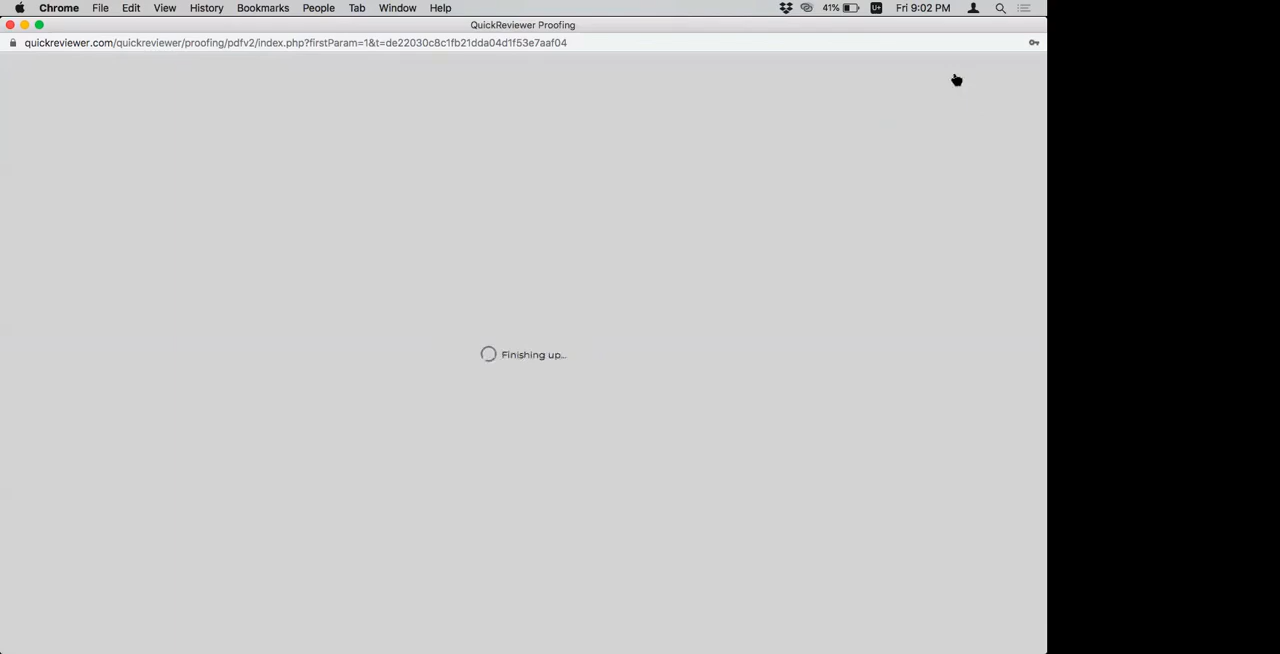 Chrome File Edit View History Bookmarks People Tab Window Help 41% U+ Fri 9:02 PM
QuickReviewer Proofing
quickreviewer.com/quickreviewer/proofing/pdfv2/index.php?firstParam=1&t=de22030c8c1fb21dda04d1f53e7aaf04
Finishing up...